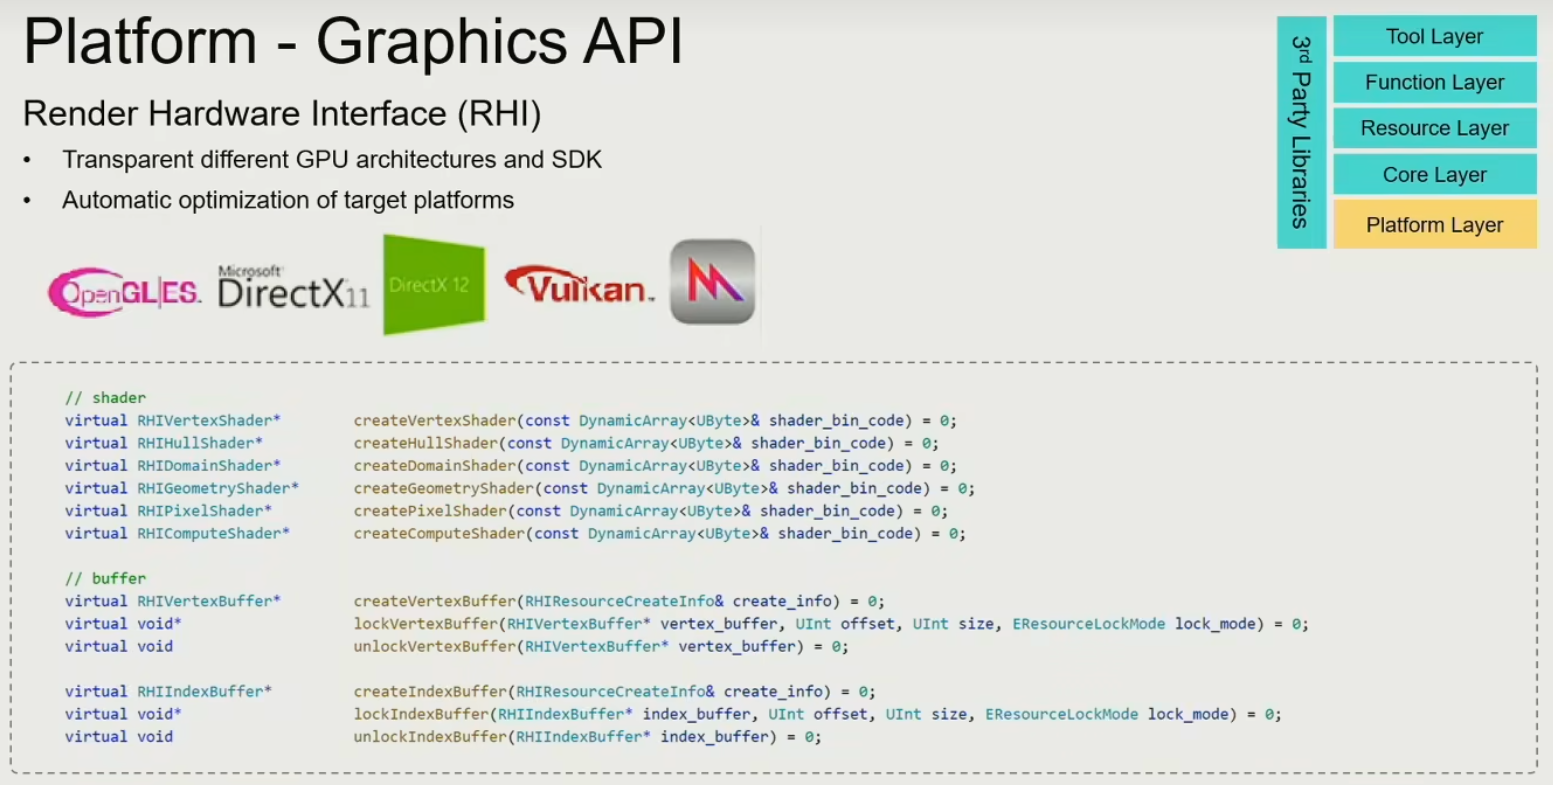 Platform - Graphics API
Render Hardware Interface (RHI)
• Transparent different GPU architectures and SDK
• Automatic optimization of target platforms
3rd Party Libraries
Tool Layer
Function Layer
Resource Layer
Core Layer
Platform Layer
OpenGL|ES.
Microsoft
DirectX 11
DirectX 12
Vulkan.
// shader
virtual RHIVertexShader* createVertexShader(const DynamicArray<UByte>& shader_bin_code) = 0;
virtual RHIHullShader* createHullShader(const DynamicArray<UByte>& shader_bin_code) = 0;
virtual RHIDomainShader* createDomainShader(const DynamicArray<UByte>& shader_bin_code) = 0;
virtual RHIGeometryShader* createGeometryShader(const DynamicArray<UByte>& shader_bin_code) = 0;
virtual RHIPixelShader* createPixelShader(const DynamicArray<UByte>& shader_bin_code) = 0;
virtual RHIComputeShader* createComputeShader(const DynamicArray<UByte>& shader_bin_code) = 0;
// buffer
virtual RHIVertexBuffer* createVertexBuffer(RHIResourceCreateInfo& create_info) = 0;
virtual void* lockVertexBuffer(RHIVertexBuffer* vertex_buffer, UInt offset, UInt size, EResourceLockMode lock_mode) = 0;
virtual void unlockVertexBuffer(RHIVertexBuffer* vertex_buffer) = 0;
virtual RHIIndexBuffer* createIndexBuffer(RHIResourceCreateInfo& create_info) = 0;
virtual void* lockIndexBuffer(RHIIndexBuffer* index_buffer, UInt offset, UInt size, EResourceLockMode lock_mode) = 0;
virtual void unlockIndexBuffer(RHIIndexBuffer* index_buffer) = 0;